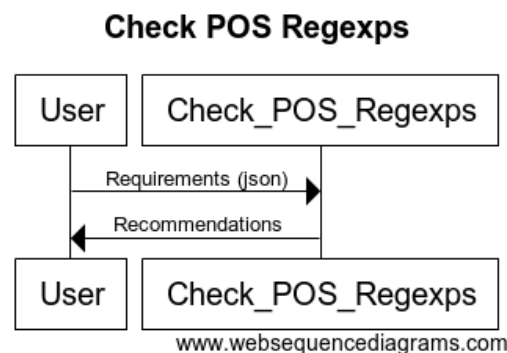 Check POS Regexps
User
Check_POS_Regexps
Requirements (json)
Recommendations
User
Check_POS_Regexps
www.websequencediagrams.com